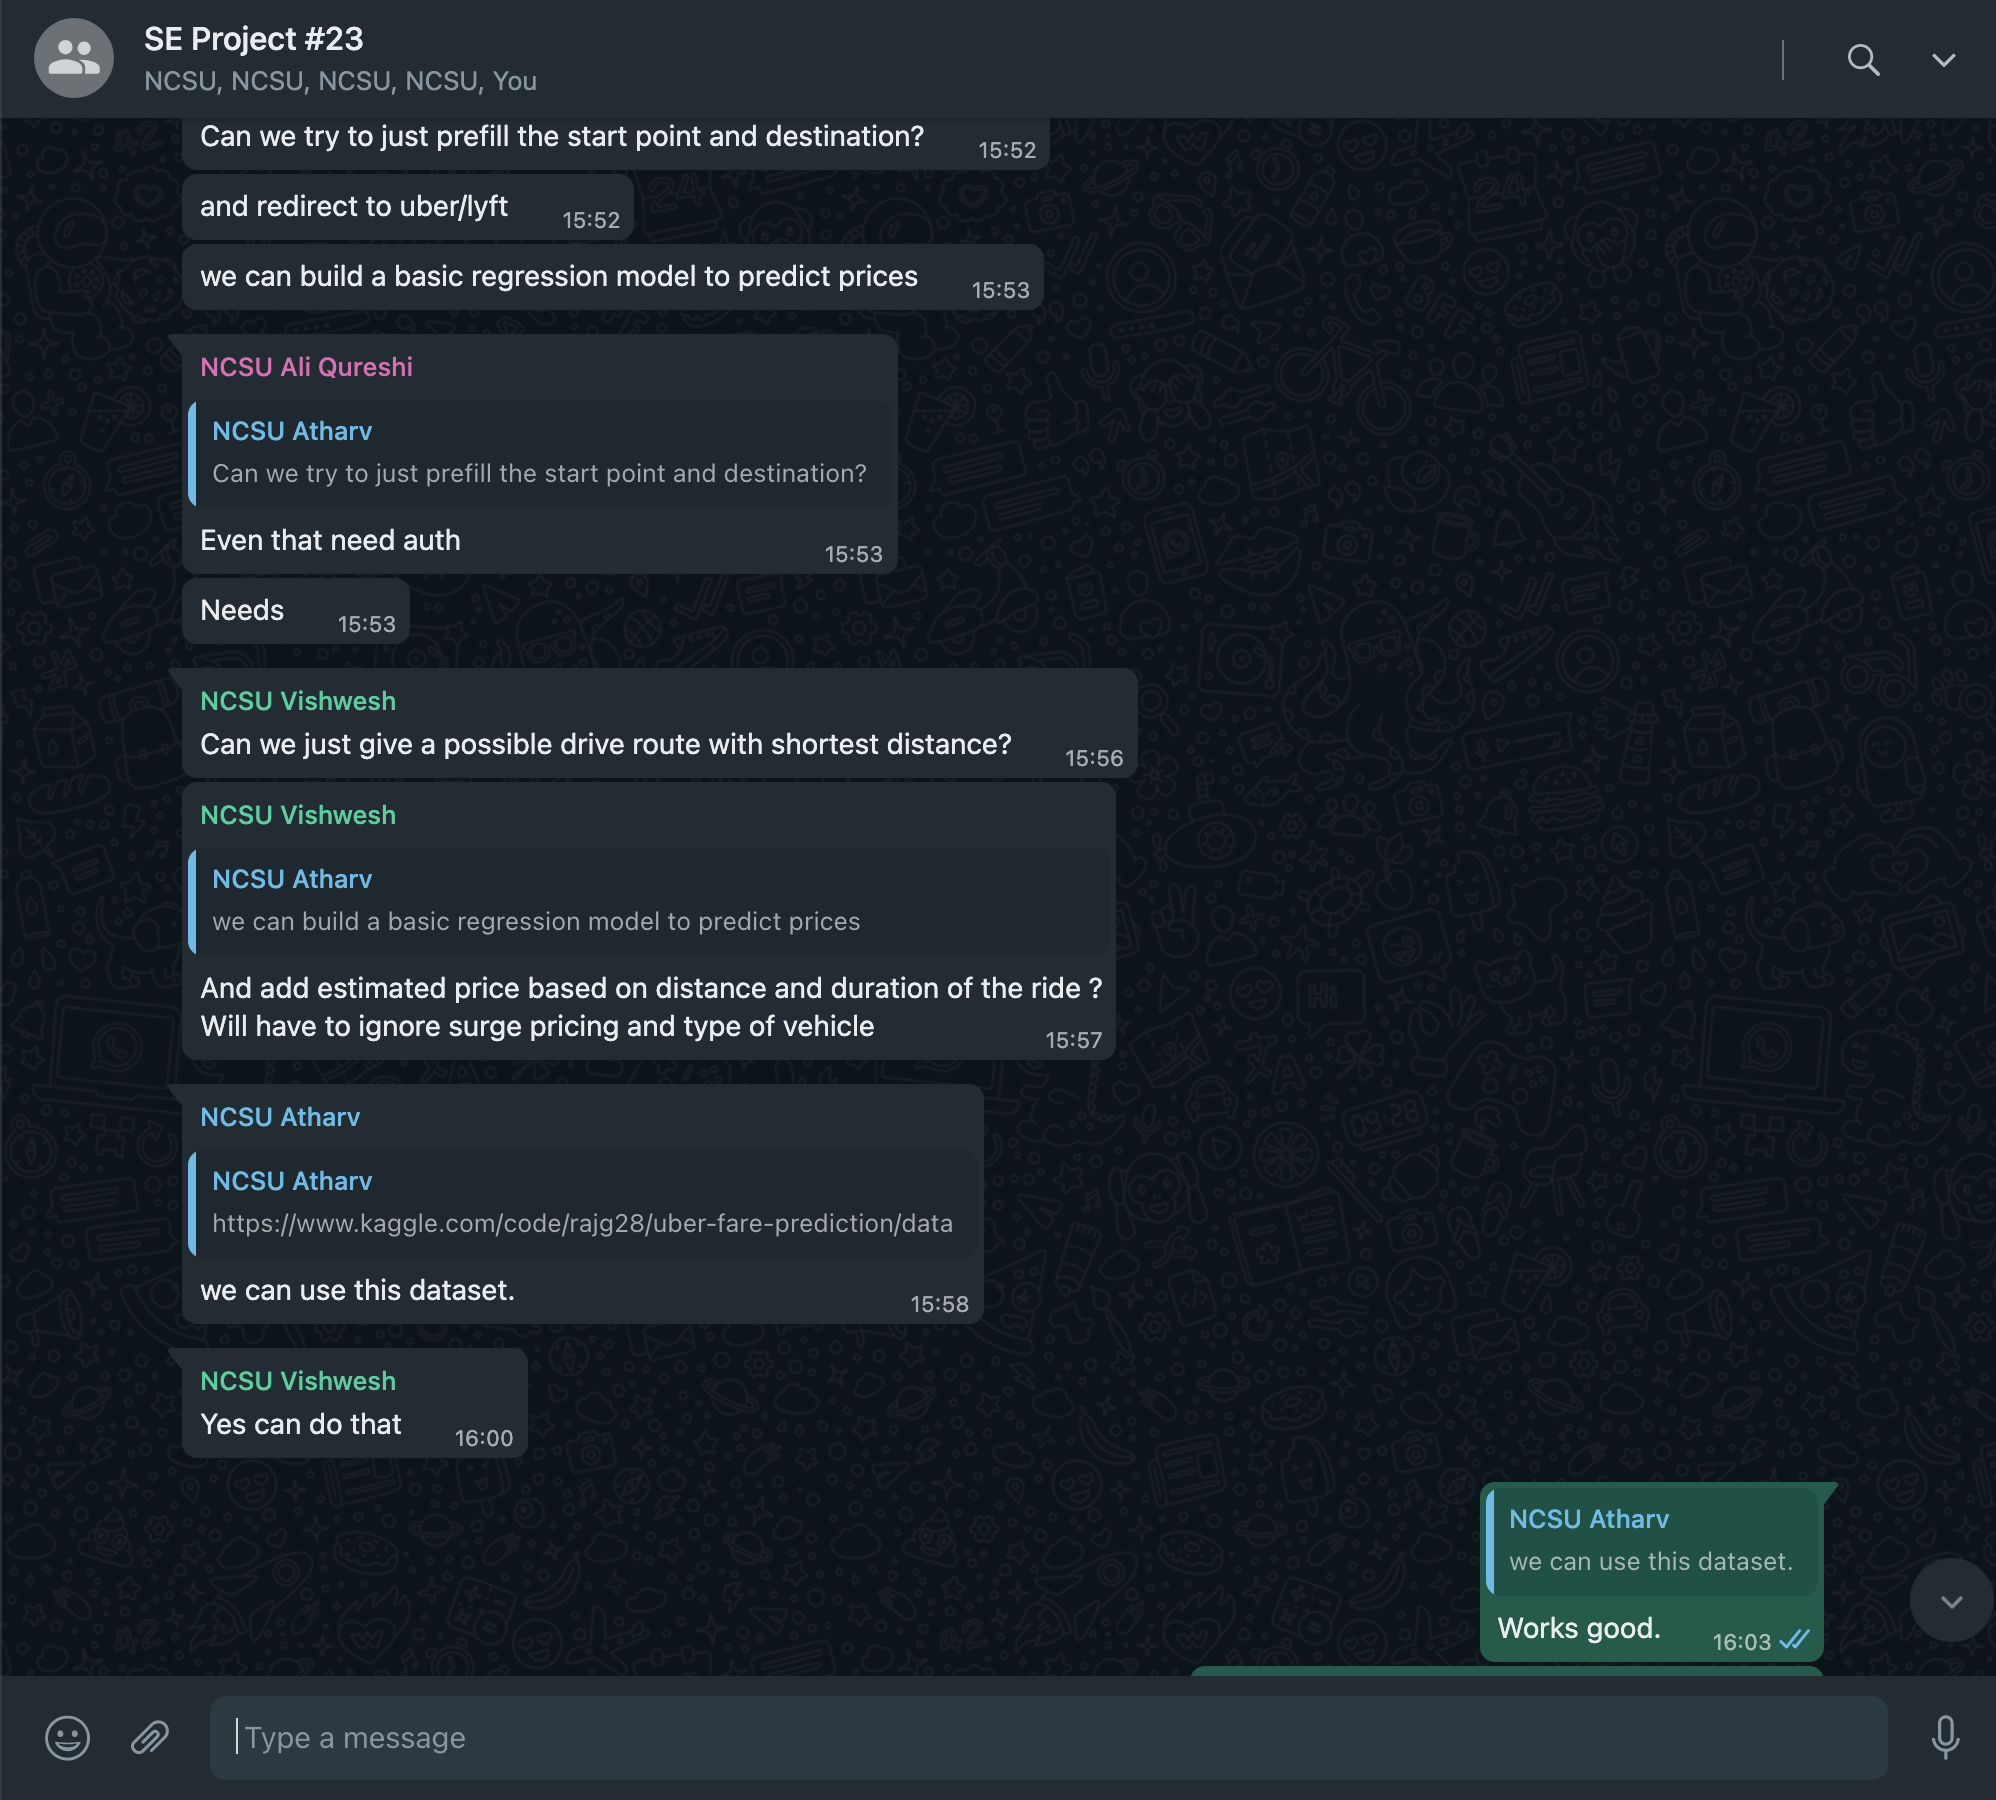 SE Project #23
NCSU, NCSU, NCSU, NCSU, You
Can we try to just prefill the start point and destination?
15:52
and redirect to uber/lyft
15:52
we can build a basic regression model to predict prices
15:53
NCSU Ali Qureshi
NCSU Atharv
Can we try to just prefill the start point and destination?
Even that need auth
15:53
Needs
15:53
NCSU Vishwesh
Can we just give a possible drive route with shortest distance?
15:56
NCSU Vishwesh
NCSU Atharv
we can build a basic regression model to predict prices
And add estimated price based on distance and duration of the ride ?
Will have to ignore surge pricing and type of vehicle
15:57
NCSU Atharv
NCSU Atharv
https://www.kaggle.com/code/rajg28/uber-fare-prediction/data
we can use this dataset.
15:58
NCSU Vishwesh
Yes can do that
16:00
NCSU Atharv
we can use this dataset.
Works good.
16:03
Type a message